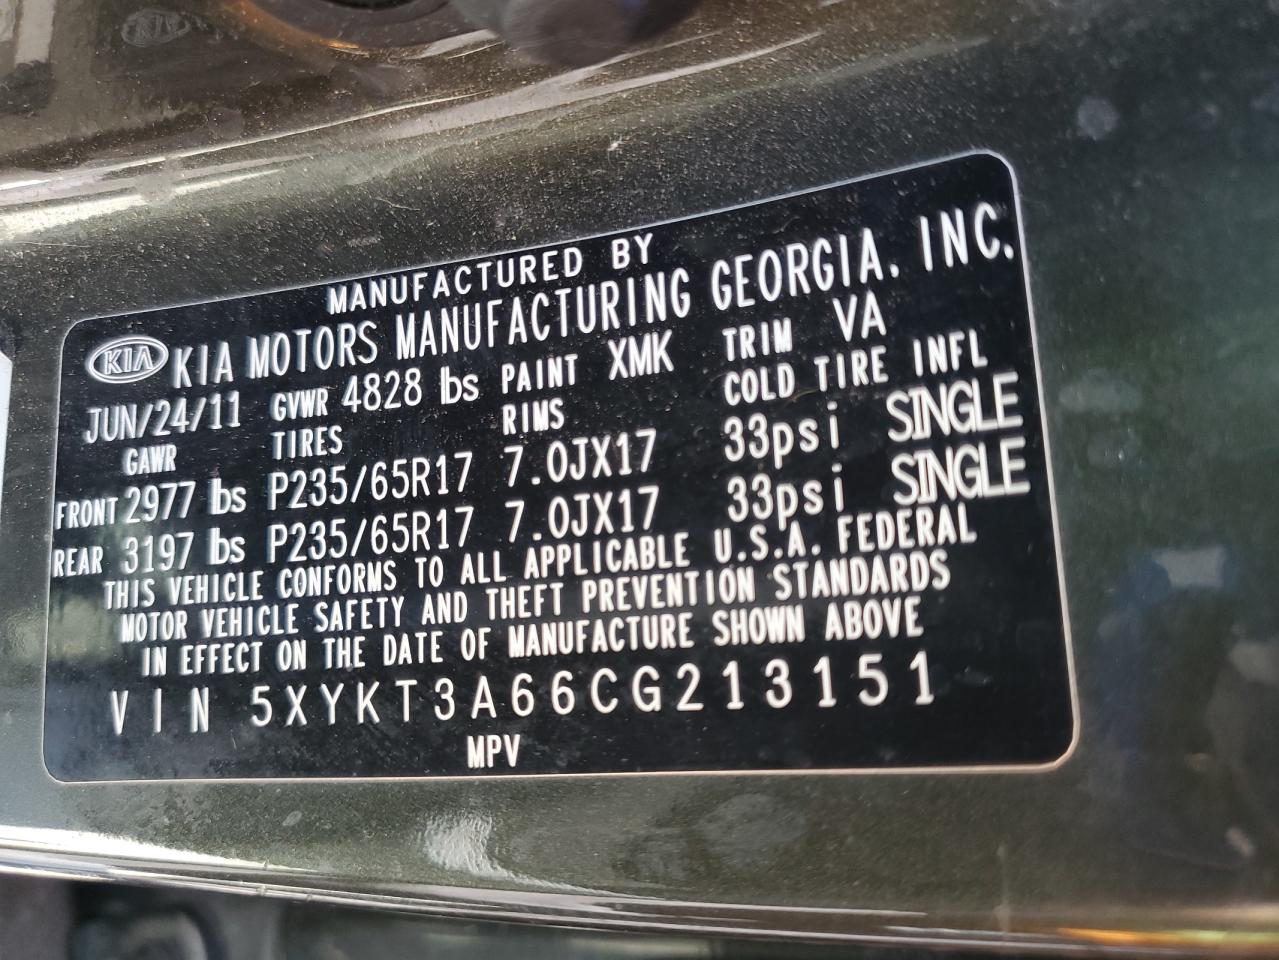 MANUFACTURED BY
KIA KIA MOTORS MANUFACTURING GEORGIA, INC.
JUN/24/11 GVWR 4828 lbs PAINT XMK TRIM VA
GAWR TIRES RIMS COLD TIRE INFL
FRONT 2977 lbs P235/65R17 7.0JX17 33psi SINGLE
REAR 3197 lbs P235/65R17 7.0JX17 33psi SINGLE
THIS VEHICLE CONFORMS TO ALL APPLICABLE U.S.A. FEDERAL
MOTOR VEHICLE SAFETY AND THEFT PREVENTION STANDARDS
IN EFFECT ON THE DATE OF MANUFACTURE SHOWN ABOVE
VIN 5XYKT3A66CG213151
MPV